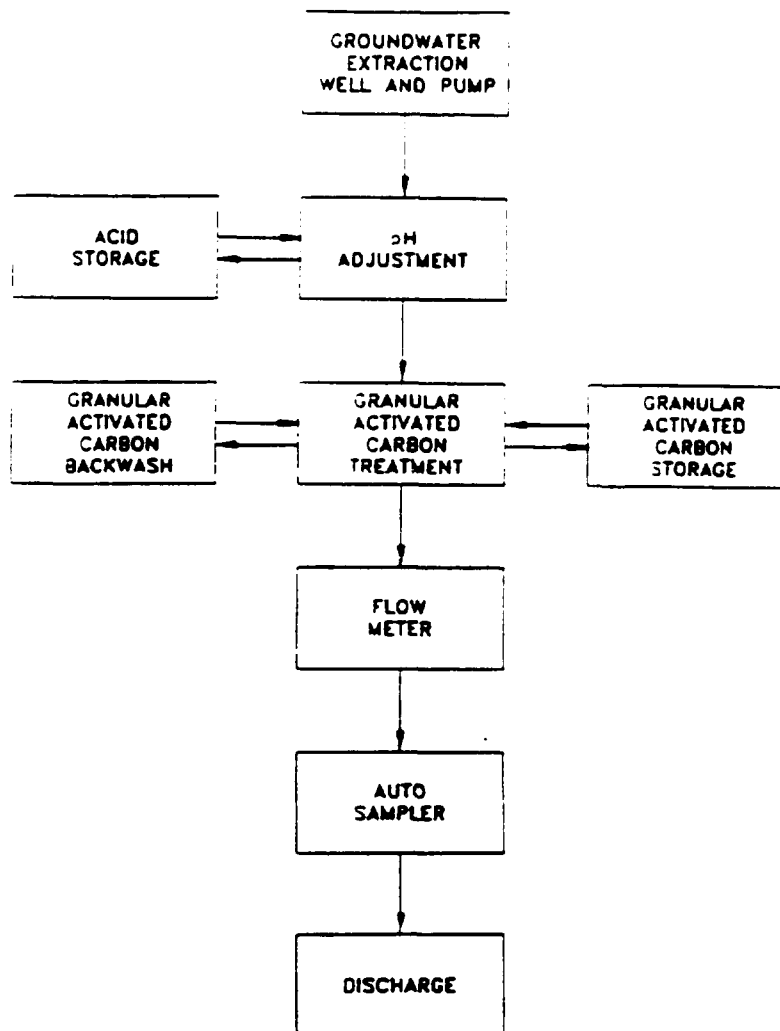 GROUNDWATER
EXTRACTION
WELL AND PUMP
ACID
STORAGE
pH
ADJUSTMENT
GRANULAR
ACTIVATED
CARBON
BACKWASH
GRANULAR
ACTIVATED
CARBON
TREATMENT
GRANULAR
ACTIVATED
CARBON
STORAGE
FLOW
METER
AUTO
SAMPLER
DISCHARGE